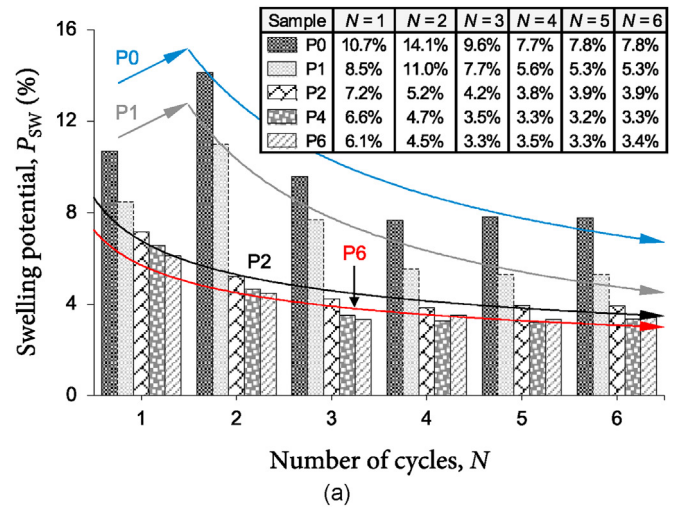 Sample N = 1 N = 2 N = 3 N = 4 N = 5 N = 6
P0 10.7% 14.1% 9.6% 7.7% 7.8% 7.8%
P1 8.5% 11.0% 7.7% 5.6% 5.3% 5.3%
P2 7.2% 5.2% 4.2% 3.8% 3.9% 3.9%
P4 6.6% 4.7% 3.5% 3.3% 3.2% 3.3%
P6 6.1% 4.5% 3.3% 3.5% 3.3% 3.4%
Swelling potential, PSW (%)
16
12
8
4
0
P0
P1
P2
P6
1 2 3 4 5 6
Number of cycles, N
(a)